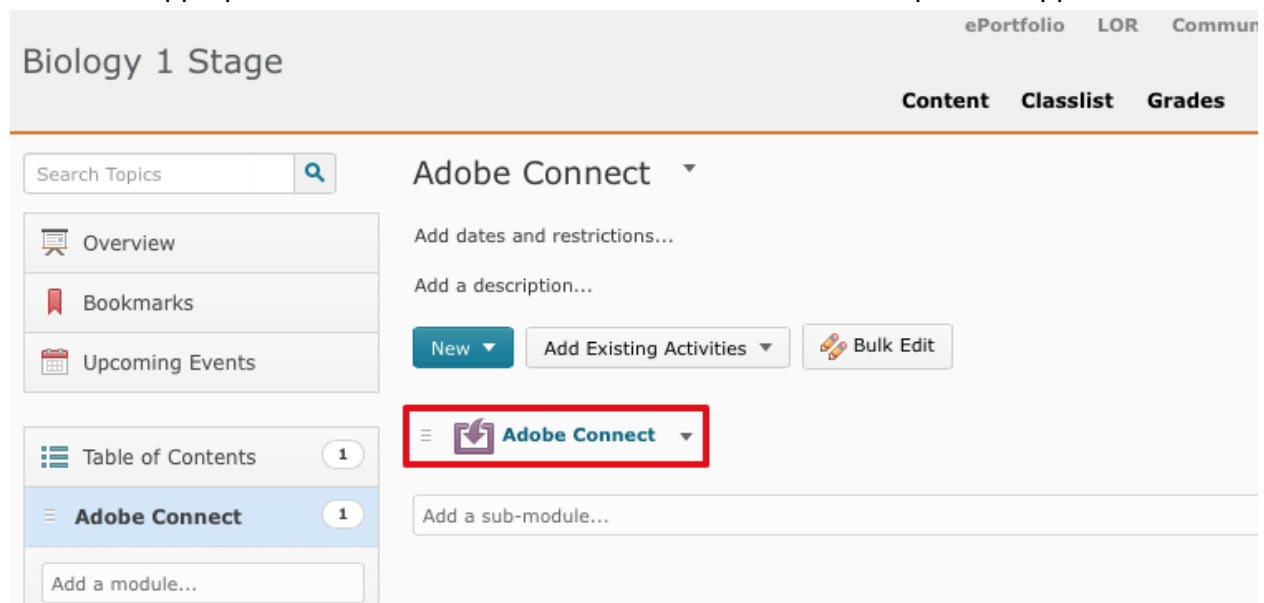 ePortfolio LOR Commun
Biology 1 Stage
Content Classlist Grades
Search Topics
Overview
Bookmarks
Upcoming Events
Table of Contents 1
Adobe Connect 1
Add a module...
Adobe Connect
Add dates and restrictions...
Add a description...
New Add Existing Activities Bulk Edit
Adobe Connect
Add a sub-module...